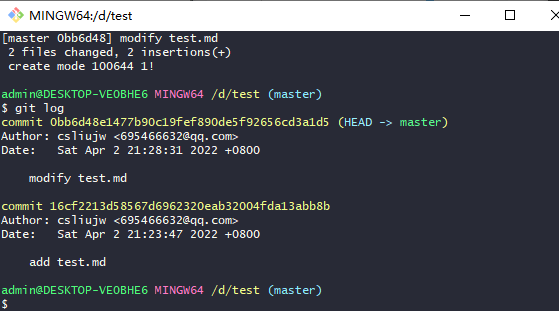 MINGW64:/d/test
[master 0bb6d48] modify test.md
 2 files changed, 2 insertions(+)
 create mode 100644 1!
admin@DESKTOP-VEOBHE6 MINGW64 /d/test (master)
$ git log
commit 0bb6d48e1477b90c19fef890de5f92656cd3a1d5 (HEAD -> master)
Author: csliujw <695466632@qq.com>
Date:   Sat Apr 2 21:28:31 2022 +0800
    modify test.md
commit 16cf2213d58567d6962320eab32004fda13abb8b
Author: csliujw <695466632@qq.com>
Date:   Sat Apr 2 21:23:47 2022 +0800
    add test.md
admin@DESKTOP-VEOBHE6 MINGW64 /d/test (master)
$